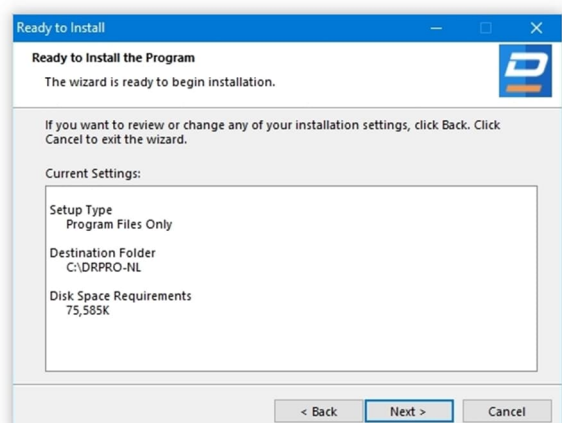 Ready to Install
Ready to Install the Program
The wizard is ready to begin installation.
If you want to review or change any of your installation settings, click Back. Click
Cancel to exit the wizard.
Current Settings:
Setup Type
Program Files Only
Destination Folder
C:\DRPRO-NL
Disk Space Requirements
75,585K
< Back
Next >
Cancel